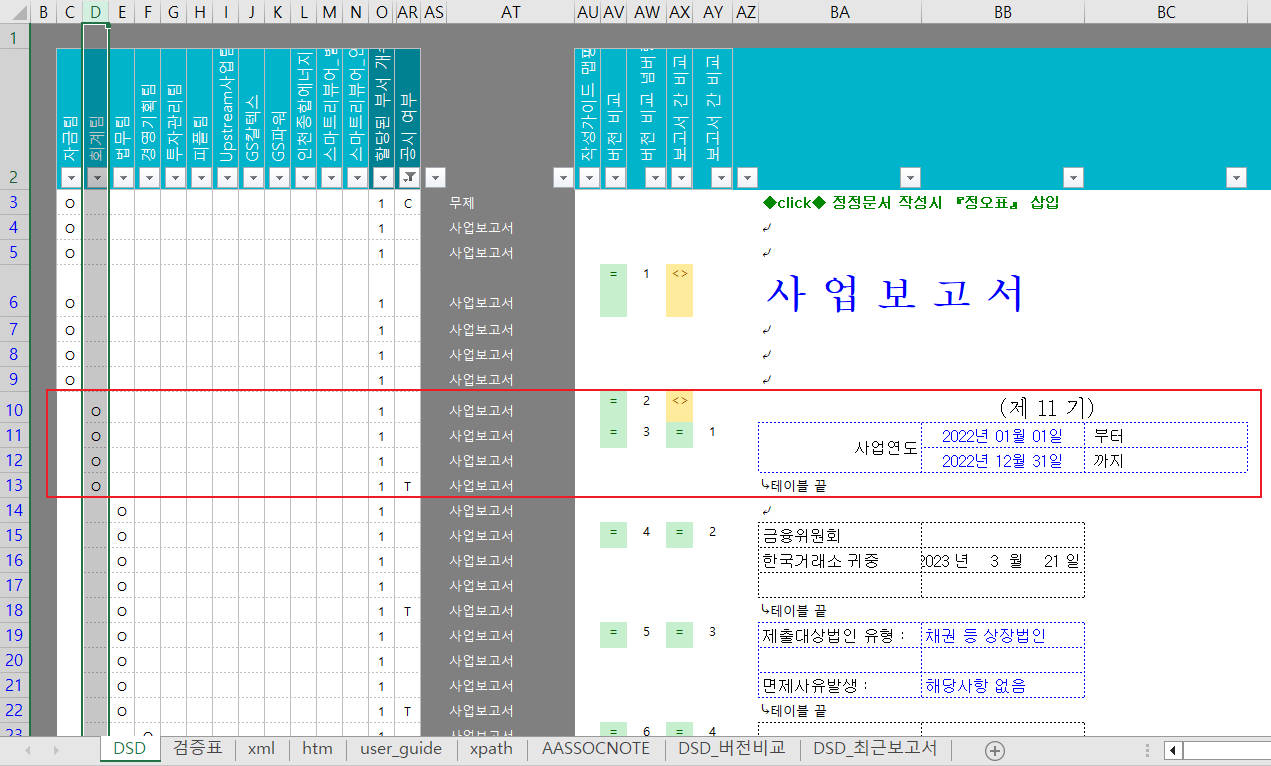 B C D E F G H I J K L M N O AR AS AT AU AV AW AX AY AZ BA BB BC
1
2 자금팀 회계팀 법무팀 경영기획팀 투자관리팀 피플팀 Upstream사업팀 GS칼텍스 GS파워 인천종합에너지 스마트리뷰어_ 스마트리뷰어_ 할당된 부서 개 공시 여부 작성가이드 맵핑 버전 비교 버전 비교 넘버 보고서 간 비교 보고서 간 비교
3 O 1 C 무제 ◆click◆ 정정문서 작성시 『정오표』 삽입
4 O 1 사업보고서 ↲
5 O 1 사업보고서 ↲
6 O 1 사업보고서 = 1 <> 사 업 보 고 서
7 O 1 사업보고서 ↲
8 O 1 사업보고서 ↲
9 O 1 사업보고서 ↲
10 O 1 사업보고서 = 2 <> (제 11 기)
11 O 1 사업보고서 = 3 = 1 사업연도 2022년 01월 01일 부터
12 O 1 사업보고서 2022년 12월 31일 까지
13 O 1 T 사업보고서 ↳테이블 끝
14 O 1 사업보고서 ↲
15 O 1 사업보고서 = 4 = 2 금융위원회
16 O 1 사업보고서 한국거래소 귀중 2023 년 3 월 21 일
17 O 1 사업보고서
18 O 1 T 사업보고서 ↳테이블 끝
19 O 1 사업보고서 = 5 = 3 제출대상법인 유형 : 채권 등 상장법인
20 O 1 사업보고서
21 O 1 사업보고서 면제사유발생 : 해당사항 없음
22 O 1 T 사업보고서 ↳테이블 끝
23 O 1 사업보고서 = 6 = 4
DSD 검증표 xml htm user_guide xpath AASSOCNOTE DSD_버전비교 DSD_최근보고서